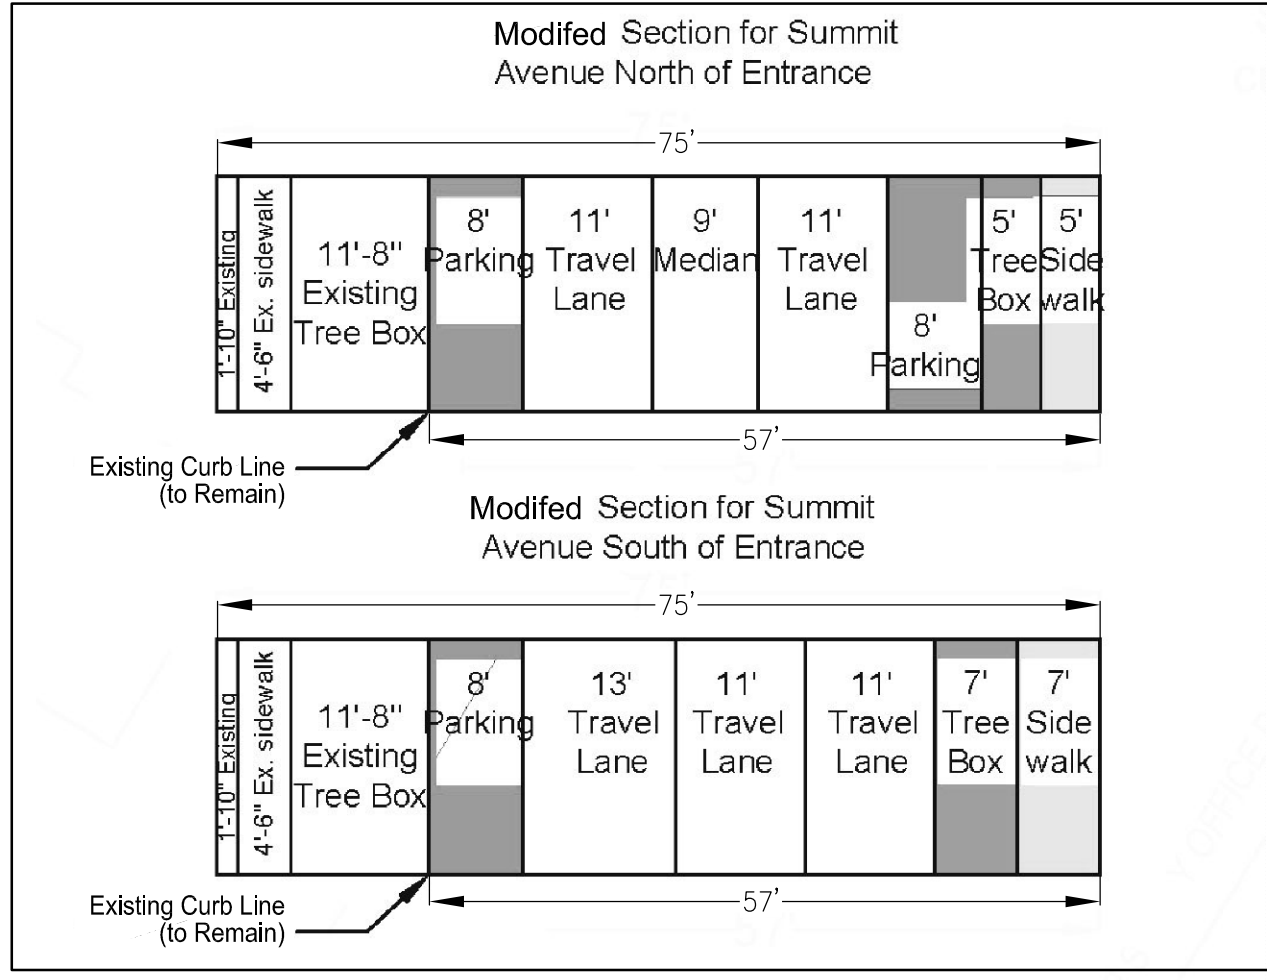 Modifed Section for Summit
Avenue North of Entrance
75'
1'-10" Existing
4'-6" Ex. sidewalk
11'-8"
Existing
Tree Box
8'
Parking
11'
Travel
Lane
9'
Median
11'
Travel
Lane
8'
Parking
5'
Tree
Box
5'
Side
walk
57'
Existing Curb Line
(to Remain)
Modifed Section for Summit
Avenue South of Entrance
75'
1'-10" Existing
4'-6" Ex. sidewalk
11'-8"
Existing
Tree Box
8'
Parking
13'
Travel
Lane
11'
Travel
Lane
11'
Travel
Lane
7'
Tree
Box
7'
Side
walk
57'
Existing Curb Line
(to Remain)